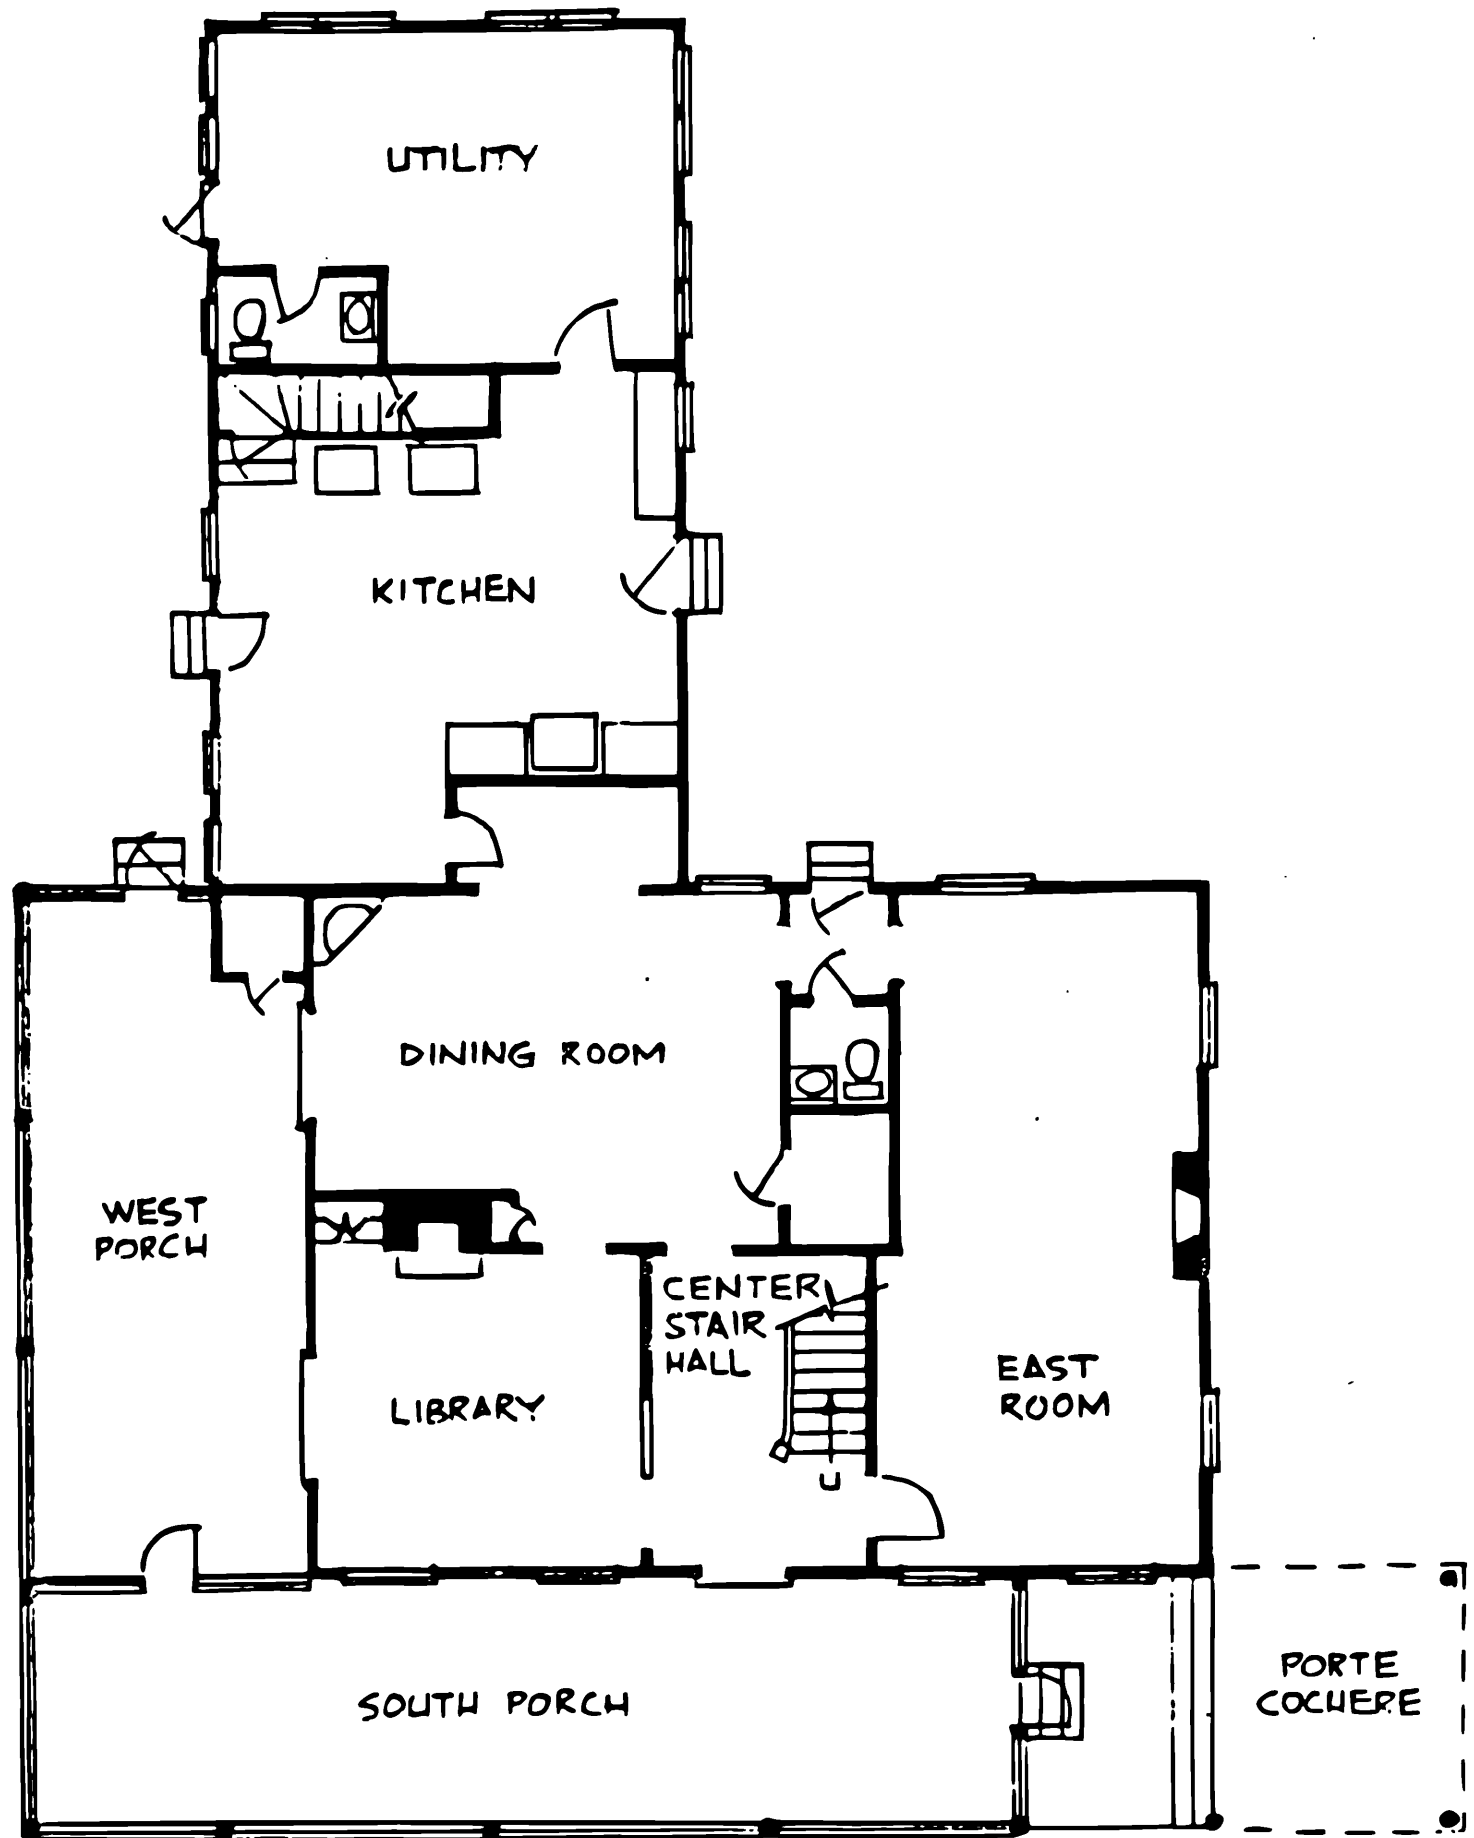 UTILITY
KITCHEN
DINING ROOM
WEST
PORCH
CENTER
STAIR
HALL
EAST
ROOM
LIBRARY
U
PORTE
COCHERE
SOUTH PORCH